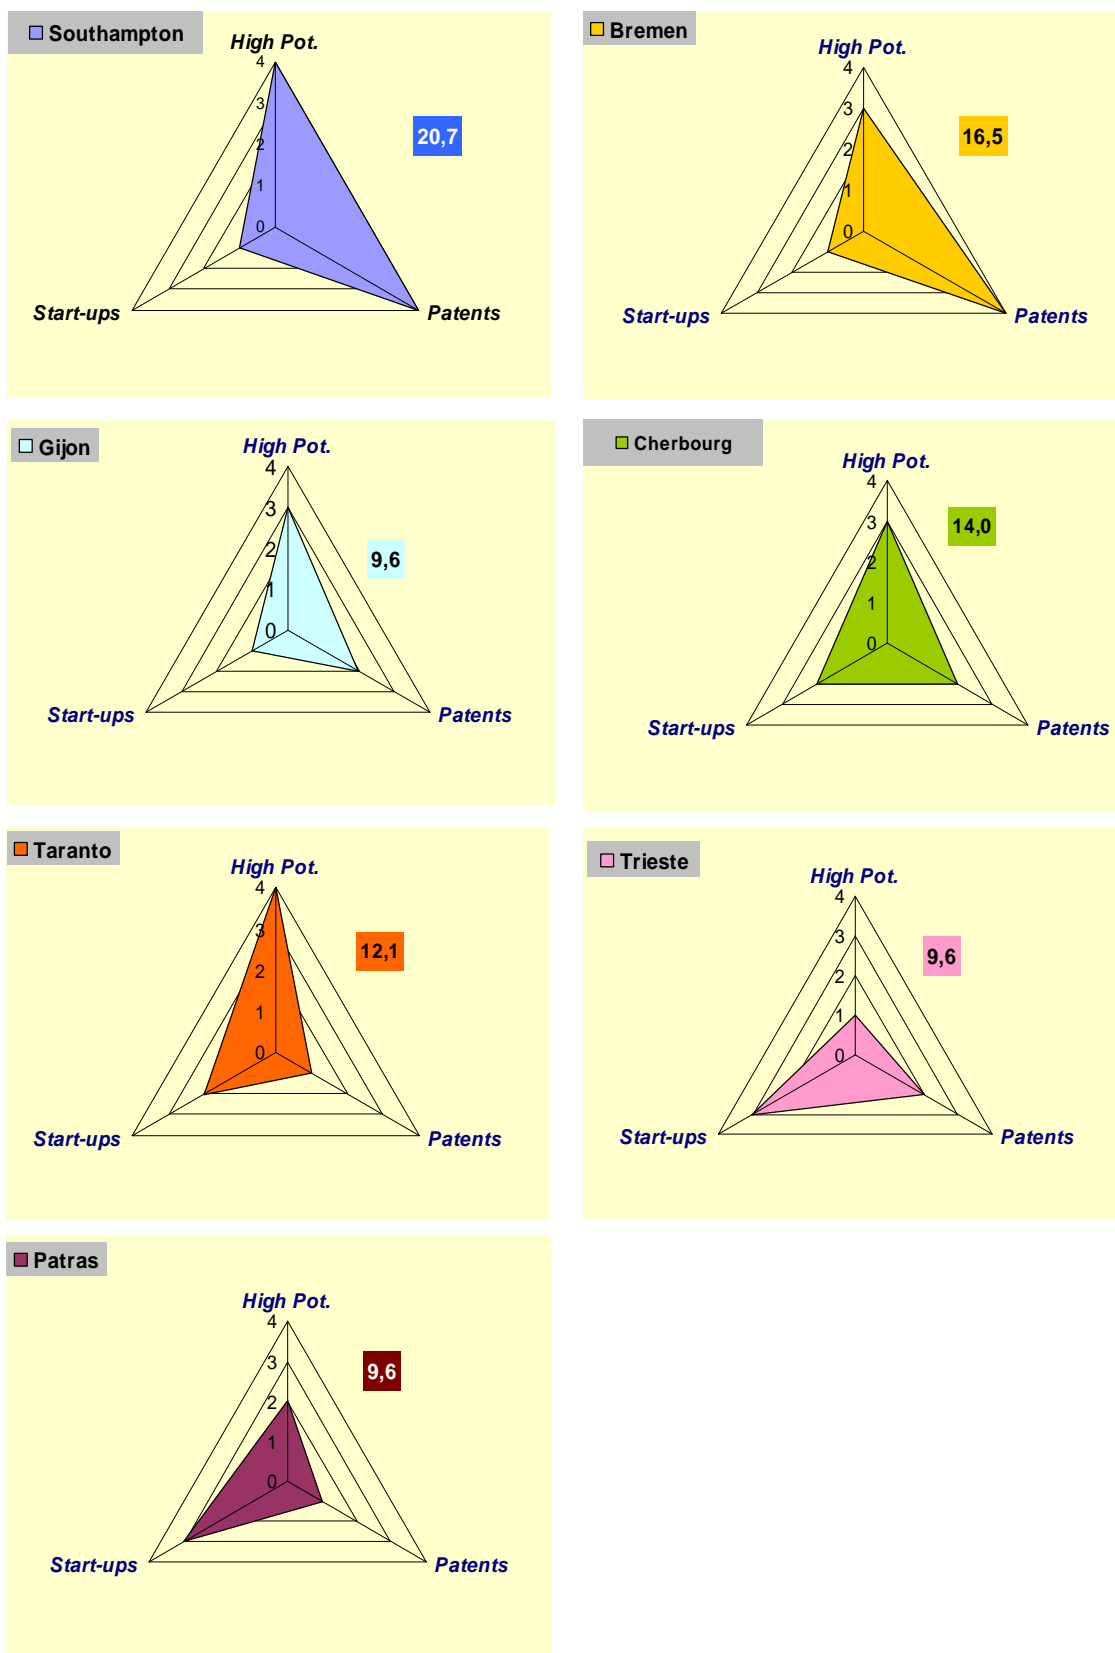 Southampton
High Pot.
4
3
2
1
0
20,7
Start-ups
Patents
Bremen
High Pot.
4
3
2
1
0
16,5
Start-ups
Patents
Gijon
High Pot.
4
3
2
1
0
9,6
Start-ups
Patents
Cherbourg
High Pot.
4
3
2
1
0
14,0
Start-ups
Patents
Taranto
High Pot.
4
3
2
1
0
12,1
Start-ups
Patents
Trieste
High Pot.
4
3
2
1
0
9,6
Start-ups
Patents
Patras
High Pot.
4
3
2
1
0
9,6
Start-ups
Patents